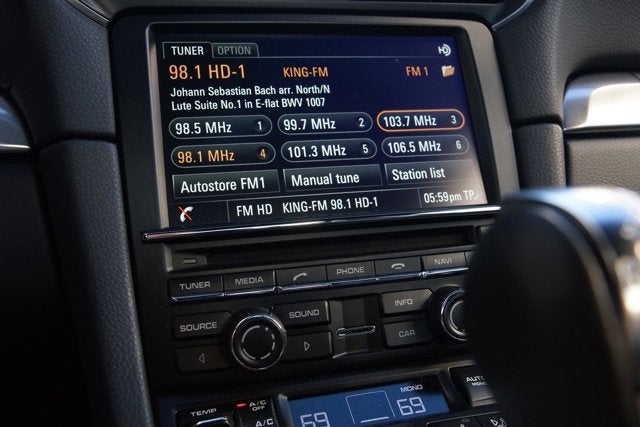 TUNER OPTION HD
98.1 HD-1 KING-FM FM 1
Johann Sebastian Bach arr. North/N
Lute Suite No.1 in E-flat BWV 1007
98.5 MHz 1 99.7 MHz 2 103.7 MHz 3
98.1 MHz 4 101.3 MHz 5 106.5 MHz 6
Autostore FM1 Manual tune Station list
FM HD KING-FM 98.1 HD-1 05:59pm TP
TUNER MEDIA PHONE NAVI
SOURCE SOUND INFO
CAR
TEMP A/C OFF MONO AUTO
A/C 69 69